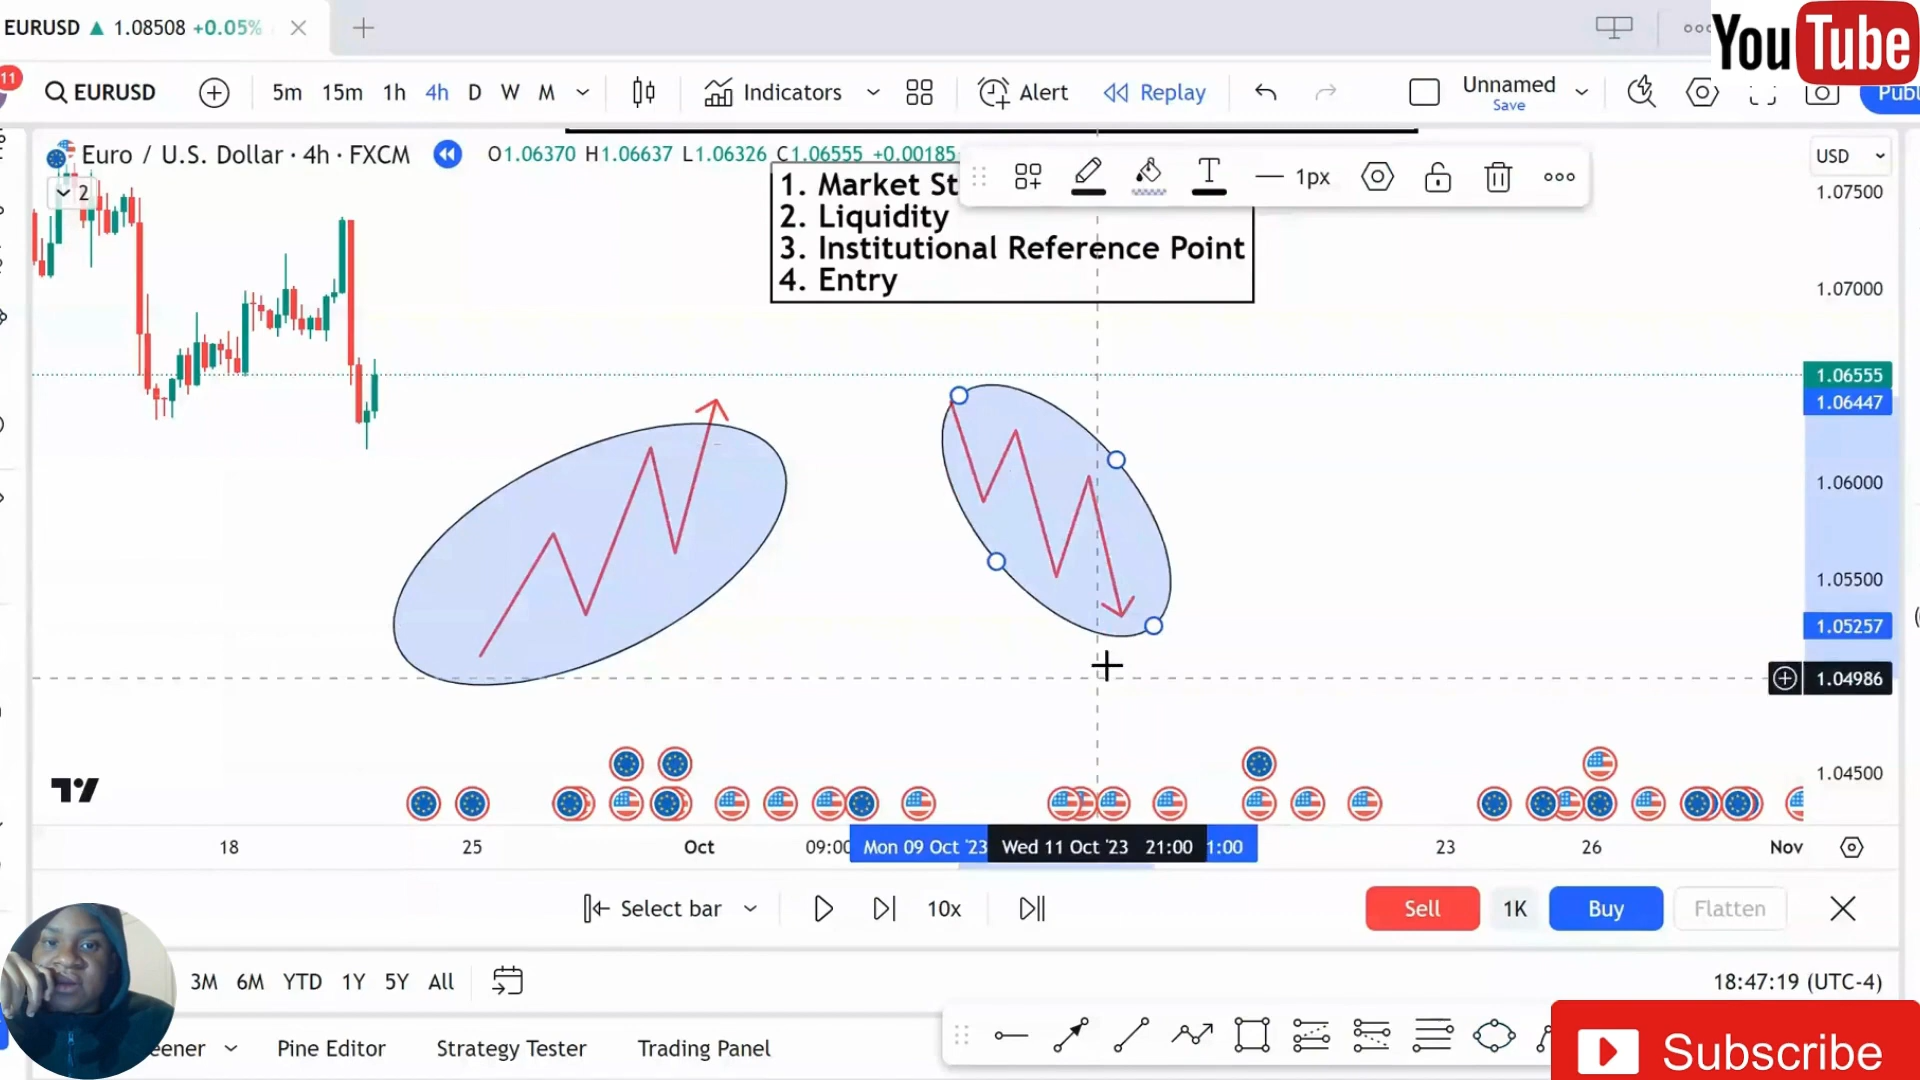 EURUSD ▲ 1.08508 +0.05%
YouTube
11
EURUSD 5m 15m 1h 4h D W M Indicators Alert Replay Unnamed
Save
Publ
Euro / U.S. Dollar · 4h · FXCM O1.06370 H1.06637 L1.06326 C1.06555 +0.00185
USD
2
T 1px
1. Market St
2. Liquidity
3. Institutional Reference Point
4. Entry
1.07500
1.07000
1.06555
1.06447
1.06000
1.05500
1.05257
1.04986
1.04500
18 25 Oct 09:00 Mon 09 Oct '23 Wed 11 Oct '23 21:00 1:00 23 26 Nov
Select bar 10x Sell 1K Buy Flatten
3M 6M YTD 1Y 5Y All 18:47:19 (UTC-4)
eener Pine Editor Strategy Tester Trading Panel
Subscribe